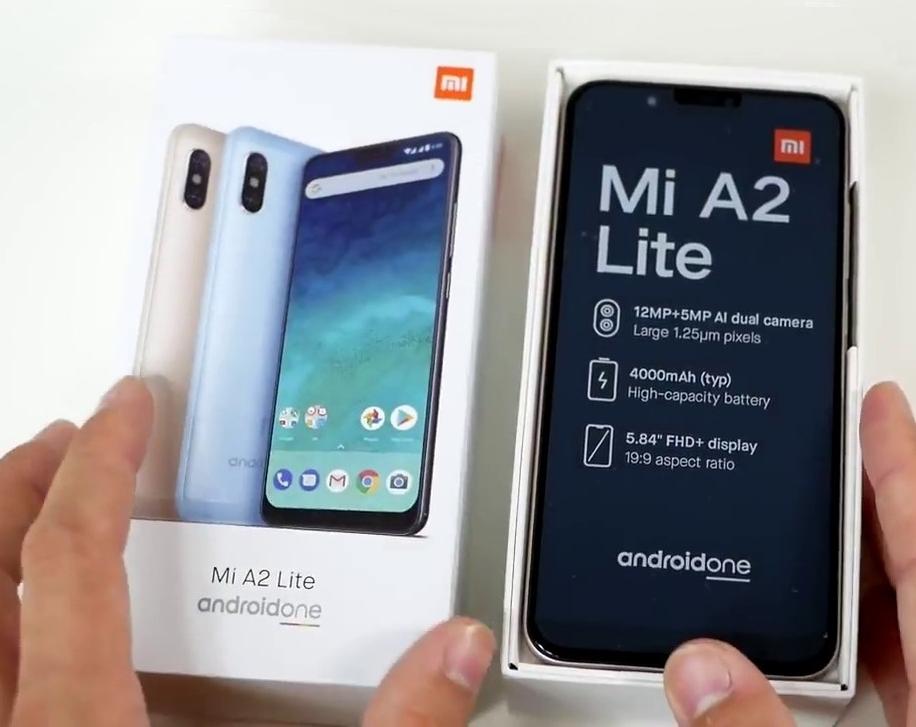 mi
andro
Mi A2 Lite
androidone
mi
Mi A2
Lite
12MP+5MP AI dual camera
Large 1.25μm pixels
4000mAh (typ)
High-capacity battery
5.84" FHD+ display
19:9 aspect ratio
androidone